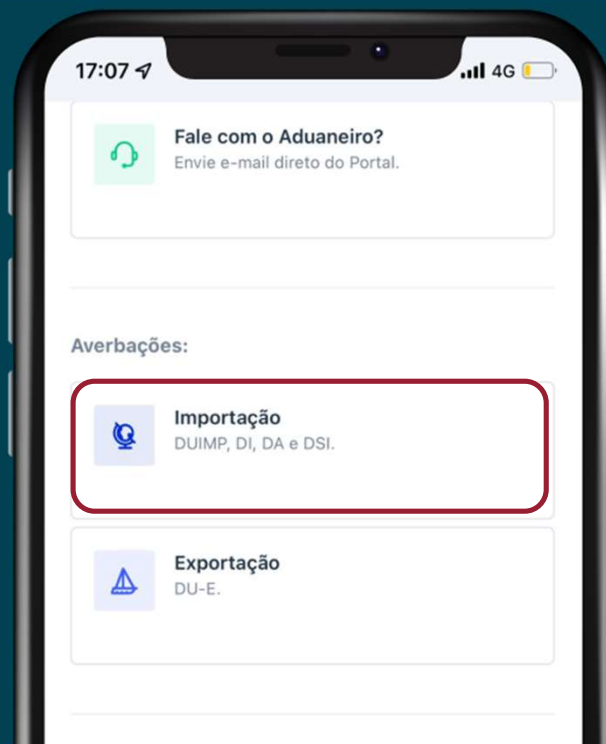 17:07
4G
Fale com o Aduaneiro?
Envie e-mail direto do Portal.
Averbações:
Importação
DUIMP, DI, DA e DSI.
Exportação
DU-E.